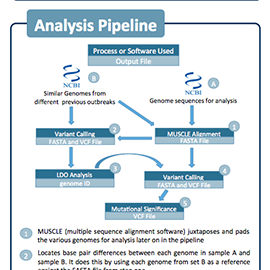 Analysis Pipeline
Process or Software Used
Output File
NCBI
B
NCBI
A
Similar Genomes from
different previous outbreaks
Genome sequences for analysis
Variant Calling
FASTA and VCF File
2
MUSCLE Alignment
FASTA File
1
LDO Analysis
genome ID
3
Variant Calling
FASTA and VCF File
4
Mutational Significance
VCF File
5
1 MUSCLE (multiple sequence alignment software) juxtaposes and pads
the various genomes for analysis later on in the pipeline
2 Locates base pair differences between each genome in sample A and
sample B. It does this by using each genome from set B as a reference
against the FASTA file from step one